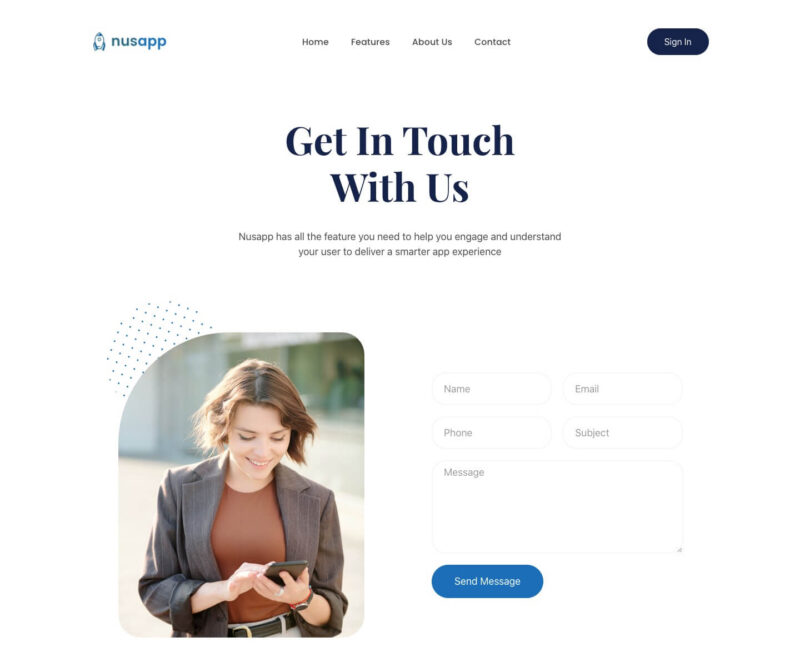 nusapp
Home
Features
About Us
Contact
Sign In
Get In Touch
With Us
Nusapp has all the feature you need to help you engage and understand
your user to deliver a smarter app experience
Name
Email
Phone
Subject
Message
Send Message